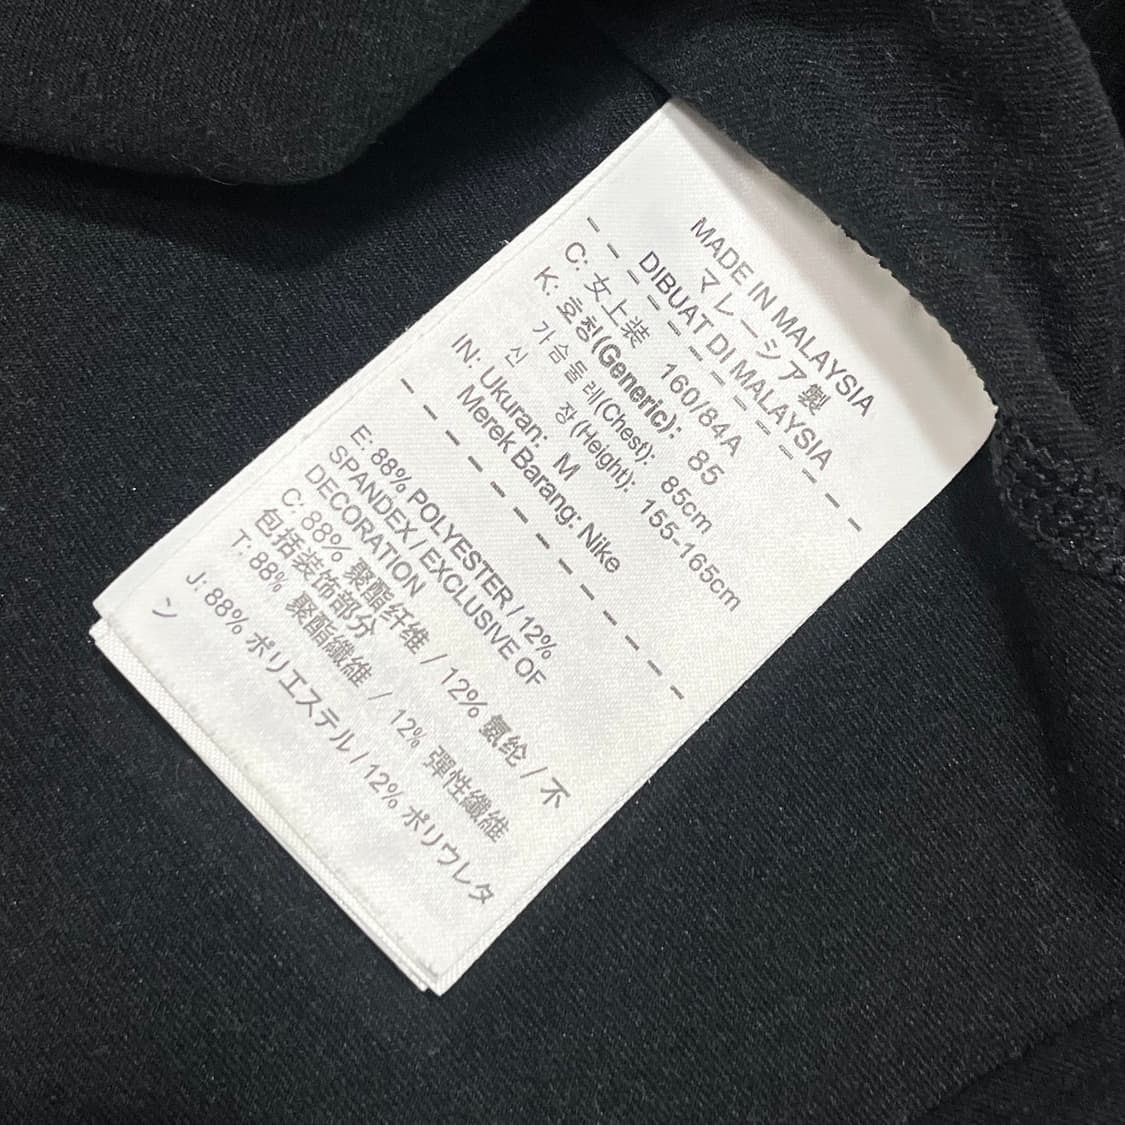 MADE IN MALAYSIA
マレーシア製
DIBUAT DI MALAYSIA
C: 女上装 160/84A
K: 호칭(Generic): 85
가슴둘레(Chest): 85cm
신 장(Height): 155-165cm
IN: Ukuran: M
Merek Barang: Nike
E: 88% POLYESTER / 12%
SPANDEX / EXCLUSIVE OF
DECORATION
C: 88% 聚酯纤维 / 12% 氨纶 / 不
包括装饰部分
T: 88% 聚酯纖維 / 12% 彈性纖維
J: 88% ポリエステル / 12% ポリウレタ
ン